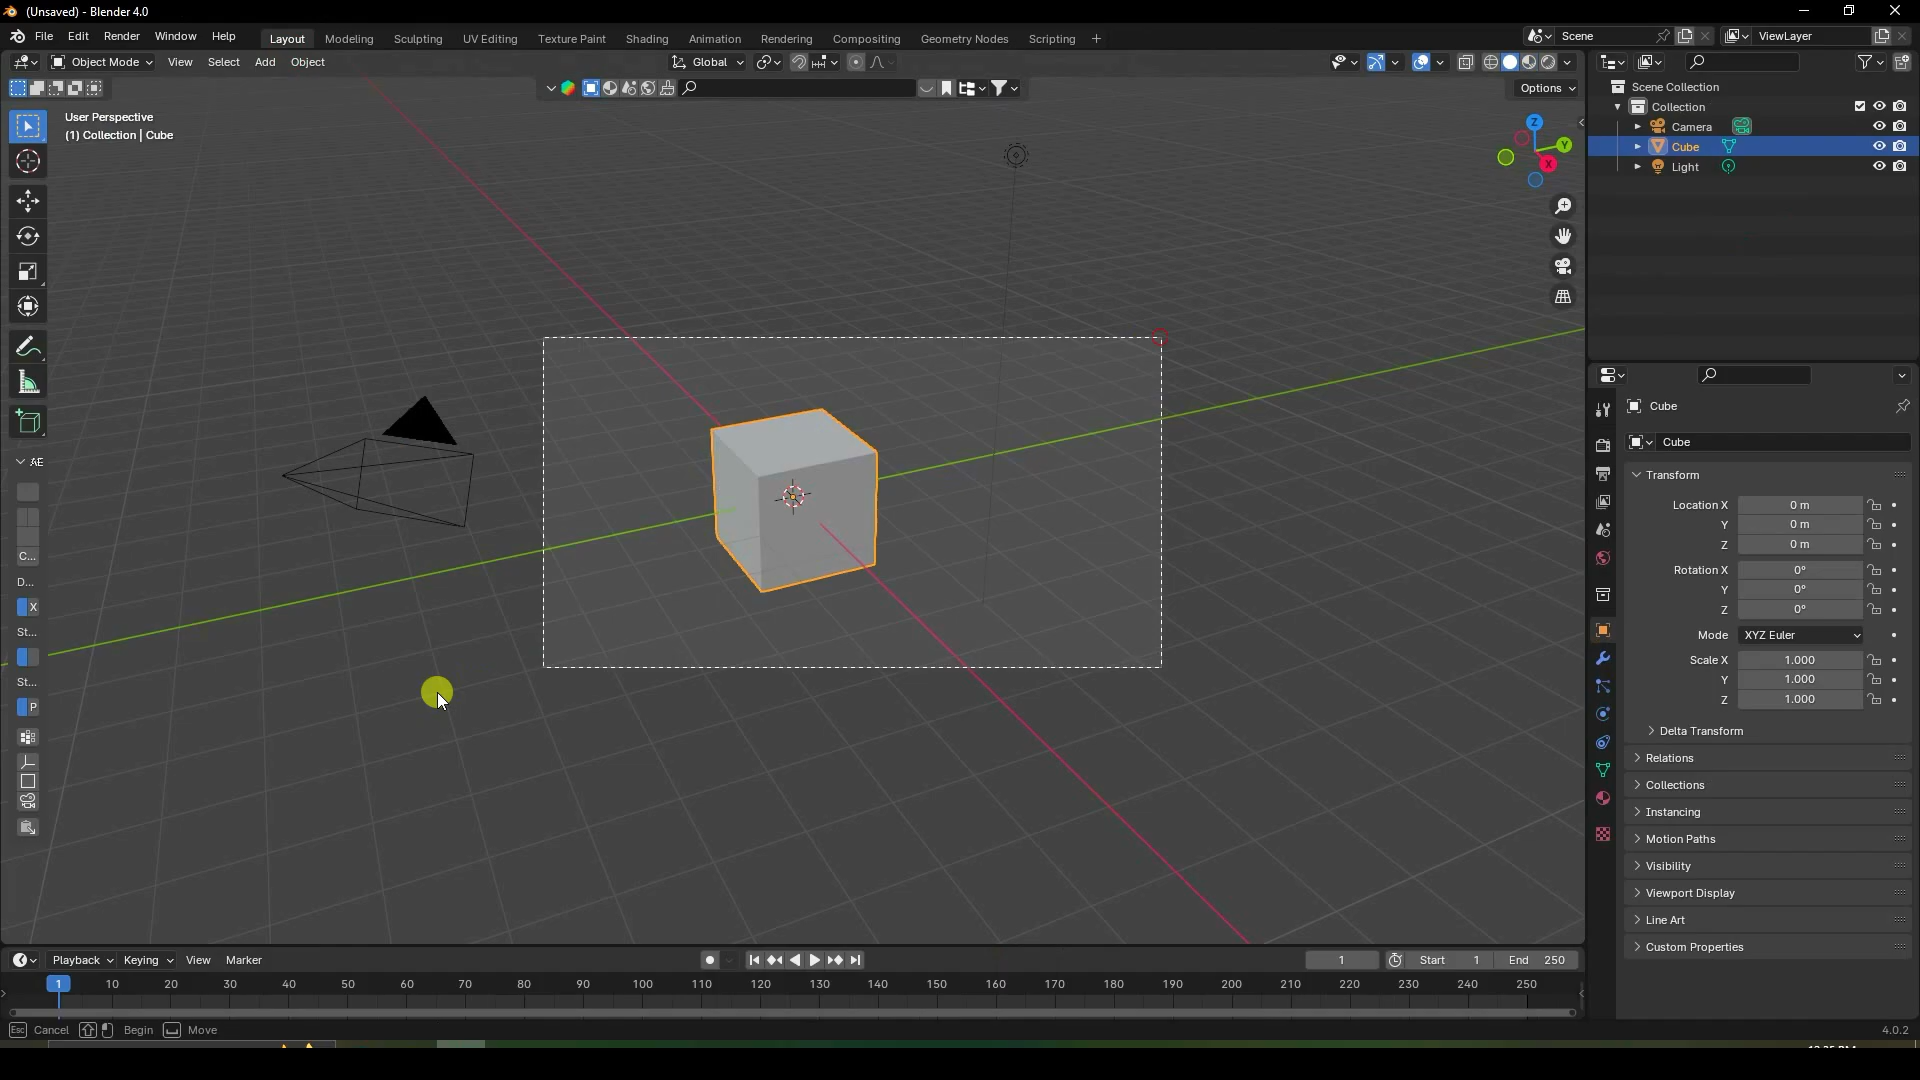 (Unsaved) - Blender 4.0
File Edit Render Window Help
Layout Modeling Sculpting UV Editing Texture Paint Shading Animation Rendering Compositing Geometry Nodes Scripting +
Scene
ViewLayer
Object Mode View Select Add Object
Global
Options
User Perspective
(1) Collection | Cube
Z
Y
X
Scene Collection
Collection
Camera
Cube
Light
AE
C...
D...
X
St...
St...
P
Cube
Cube
Transform
Location X 0 m
Y 0 m
Z 0 m
Rotation X 0°
Y 0°
Z 0°
Mode XYZ Euler
Scale X 1.000
Y 1.000
Z 1.000
Delta Transform
Relations
Collections
Instancing
Motion Paths
Visibility
Viewport Display
Line Art
Custom Properties
Playback Keying View Marker
1 Start 1 End 250
1 10 20 30 40 50 60 70 80 90 100 110 120 130 140 150 160 170 180 190 200 210 220 230 240 250
Esc Cancel Begin Move
4.0.2